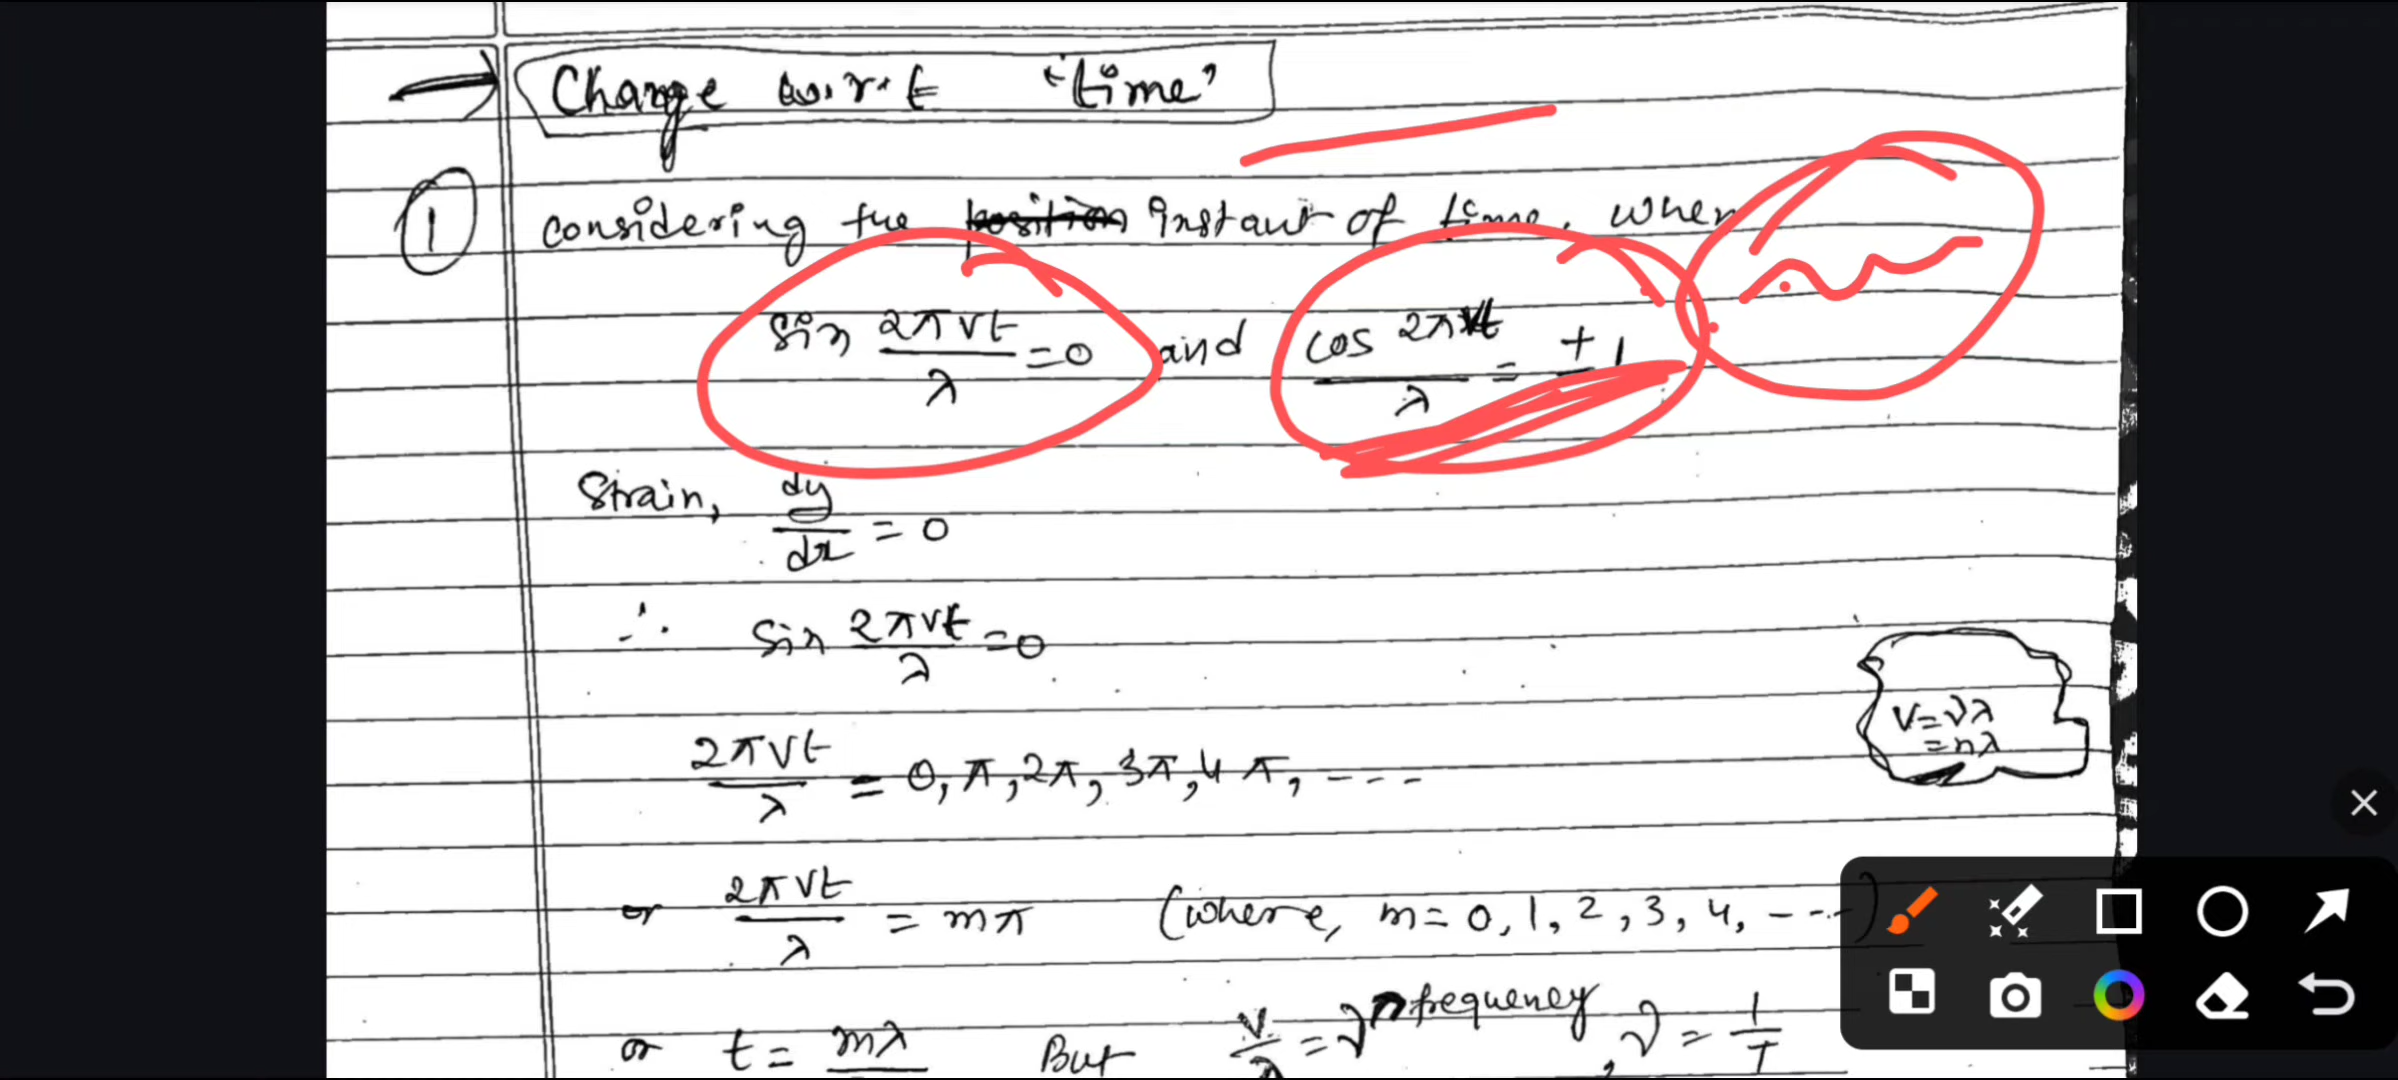 Change w.r.t "time"
① considering the position instant of time, when
sin 2πvt/λ = 0 and cos 2πvt/λ = ± 1
Strain, dy/dx = 0
∴ sin 2πvt/λ = 0
v = νλ
= nλ
2πvt/λ = 0, π, 2π, 3π, 4π, ----
or 2πvt/λ = mπ (where, m = 0, 1, 2, 3, 4, ----)
or t = mλ But v/λ = ν n frequency, ν = 1/T